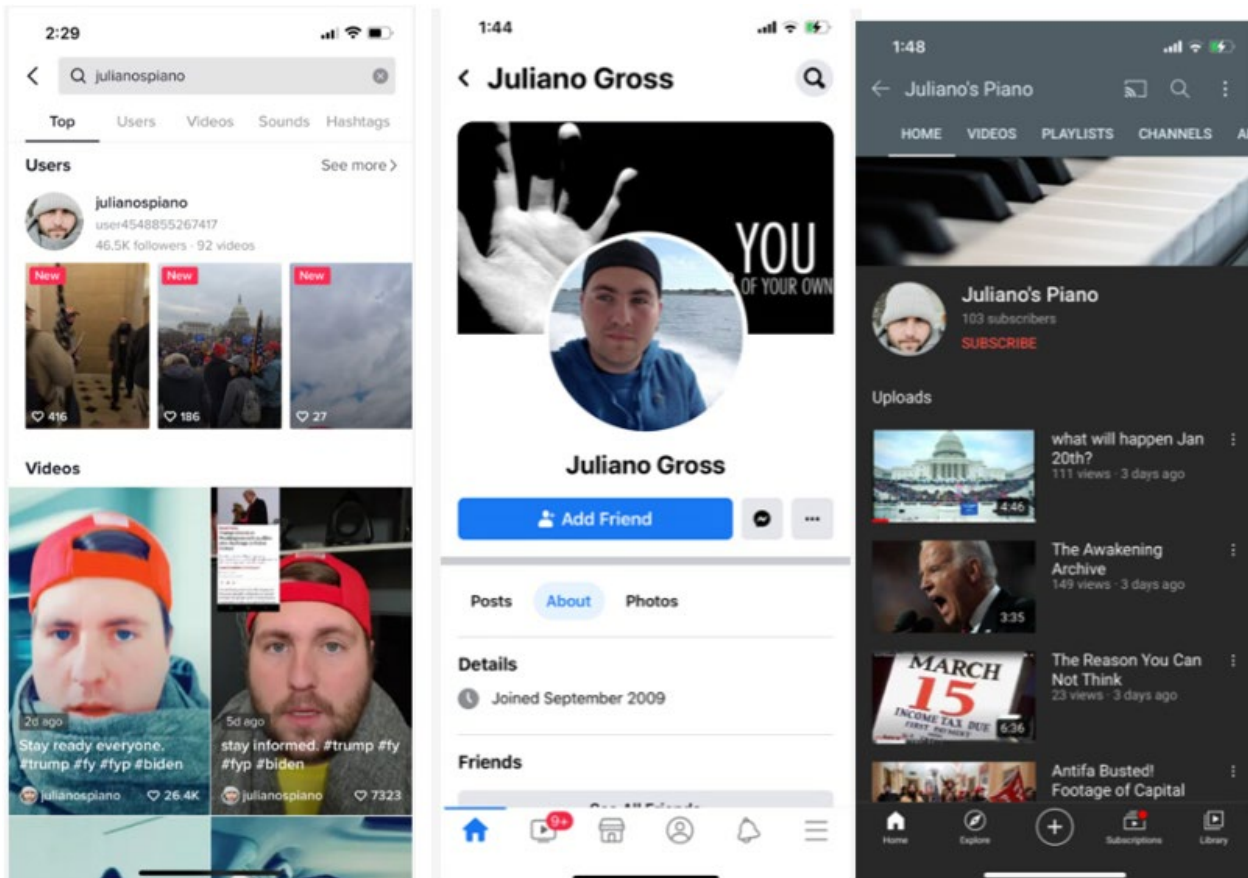 2:29
julianospiano
Top Users Videos Sounds Hashtags
Users See more >
julianospiano
user4548855267417
46.5K followers · 92 videos
New New New
416 186 27
Videos
2d ago
Stay ready everyone.
#trump #fy #fyp #biden
julianospiano 26.4K
5d ago
stay informed. #trump #fy
#fyp #biden
julianospiano 7323
1:44
Juliano Gross
YOU
OF YOUR OWN
Juliano Gross
Add Friend
Posts About Photos
Details
Joined September 2009
Friends
See All Friends
9+
1:48
Juliano's Piano
HOME VIDEOS PLAYLISTS CHANNELS
Juliano's Piano
103 subscribers
SUBSCRIBE
Uploads
what will happen Jan
20th?
111 views · 3 days ago
4:46
The Awakening
Archive
149 views · 3 days ago
3:35
The Reason You Can
Not Think
23 views · 3 days ago
MARCH
15
INCOME TAX DUE
FIRST PAYMENT
6:36
Antifa Busted!
Footage of Capital
Home Explore Subscriptions Library